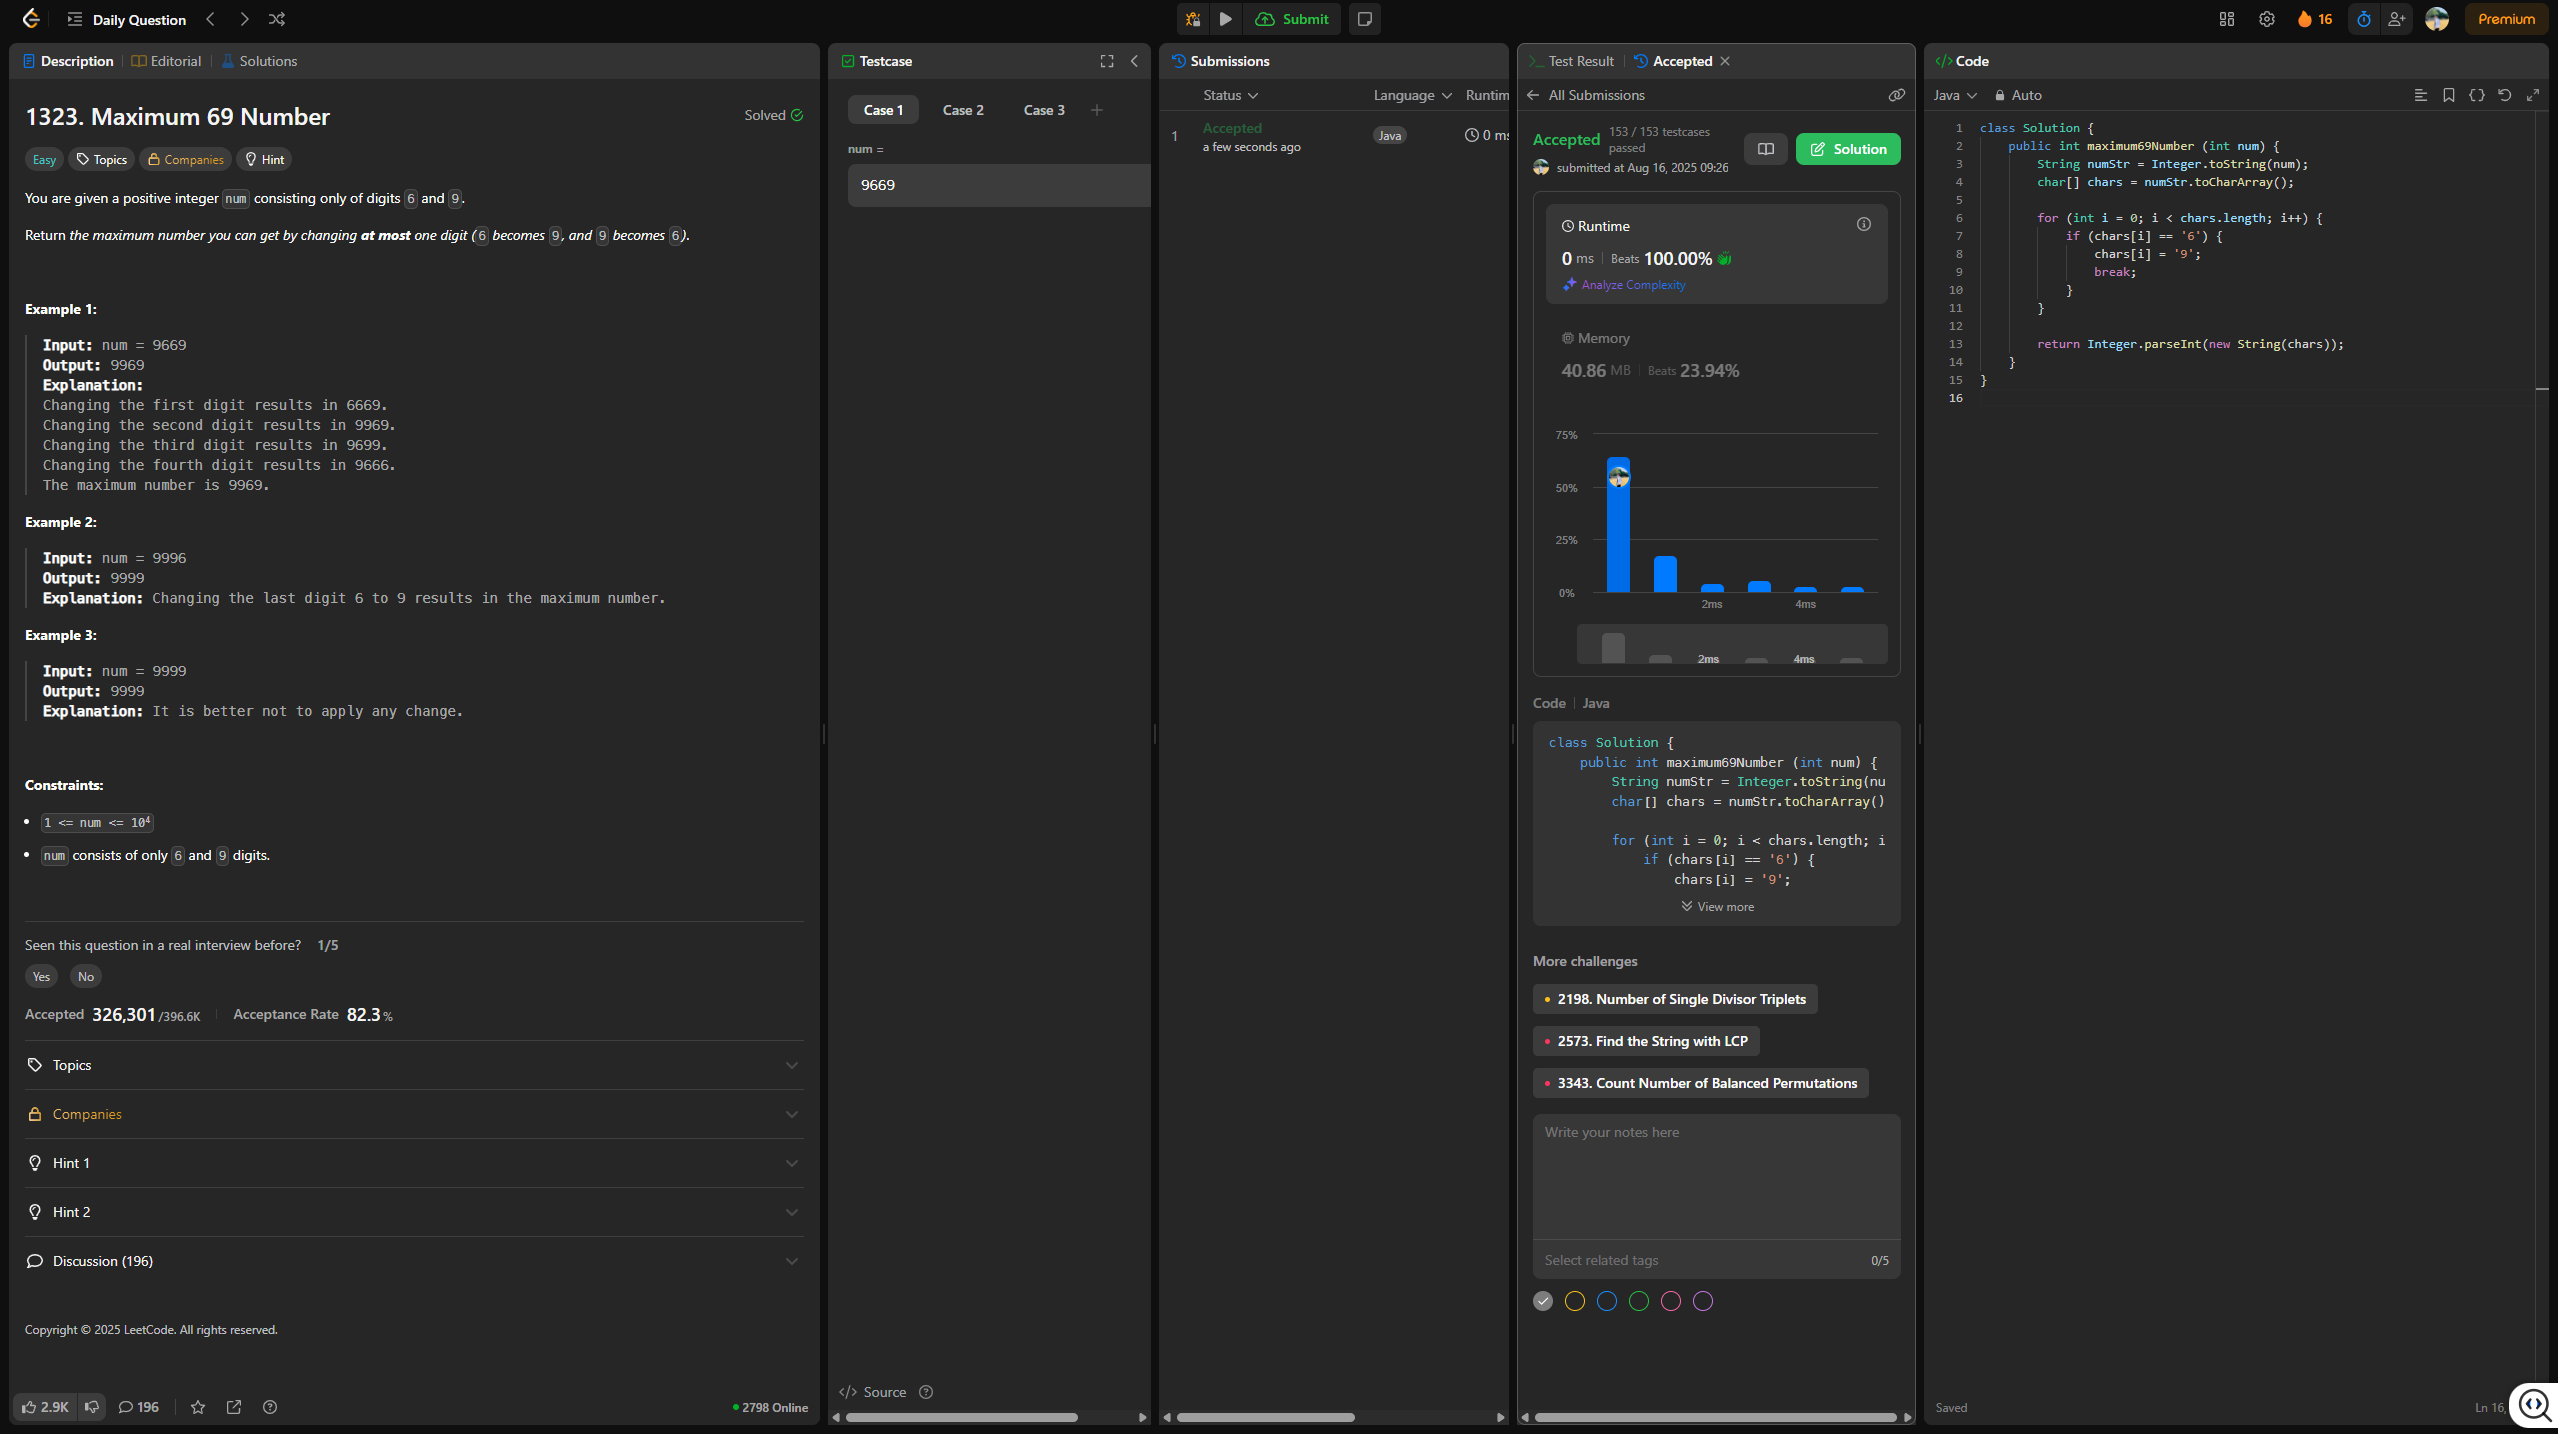 Daily Question
Submit
16
Premium
Description
Editorial
Solutions
1323. Maximum 69 Number
Solved
Easy
Topics
Companies
Hint
You are given a positive integer num consisting only of digits 6 and 9.
Return the maximum number you can get by changing at most one digit (6 becomes 9, and 9 becomes 6).
Example 1:
Input: num = 9669
Output: 9969
Explanation:
Changing the first digit results in 6669.
Changing the second digit results in 9969.
Changing the third digit results in 9699.
Changing the fourth digit results in 9666.
The maximum number is 9969.
Example 2:
Input: num = 9996
Output: 9999
Explanation: Changing the last digit 6 to 9 results in the maximum number.
Example 3:
Input: num = 9999
Output: 9999
Explanation: It is better not to apply any change.
Constraints:
1 <= num <= 10⁴
num consists of only 6 and 9 digits.
Seen this question in a real interview before? 1/5
Yes
No
Accepted 326,301/396.6K
Acceptance Rate 82.3%
Topics
Companies
Hint 1
Hint 2
Discussion (196)
Copyright © 2025 LeetCode. All rights reserved.
2.9K
196
2798 Online
Testcase
Case 1
Case 2
Case 3
num =
9669
</> Source
Submissions
Status
Language
Runtim
1
Accepted
a few seconds ago
Java
0 ms
Test Result
Accepted
All Submissions
Accepted
153 / 153 testcases
passed
submitted at Aug 16, 2025 09:26
Solution
Runtime
0 ms
Beats 100.00%
Analyze Complexity
Memory
40.86 MB
Beats 23.94%
75%
50%
25%
0%
2ms
4ms
2ms
4ms
Code
Java
class Solution {
public int maximum69Number (int num) {
String numStr = Integer.toString(nu
char[] chars = numStr.toCharArray()
for (int i = 0; i < chars.length; i
if (chars[i] == '6') {
chars[i] = '9';
View more
More challenges
2198. Number of Single Divisor Triplets
2573. Find the String with LCP
3343. Count Number of Balanced Permutations
Write your notes here
Select related tags
0/5
</> Code
Java
Auto
1 class Solution {
2 public int maximum69Number (int num) {
3 String numStr = Integer.toString(num);
4 char[] chars = numStr.toCharArray();
5
6 for (int i = 0; i < chars.length; i++) {
7 if (chars[i] == '6') {
8 chars[i] = '9';
9 break;
10 }
11 }
12
13 return Integer.parseInt(new String(chars));
14 }
15 }
16
Saved
Ln 16,